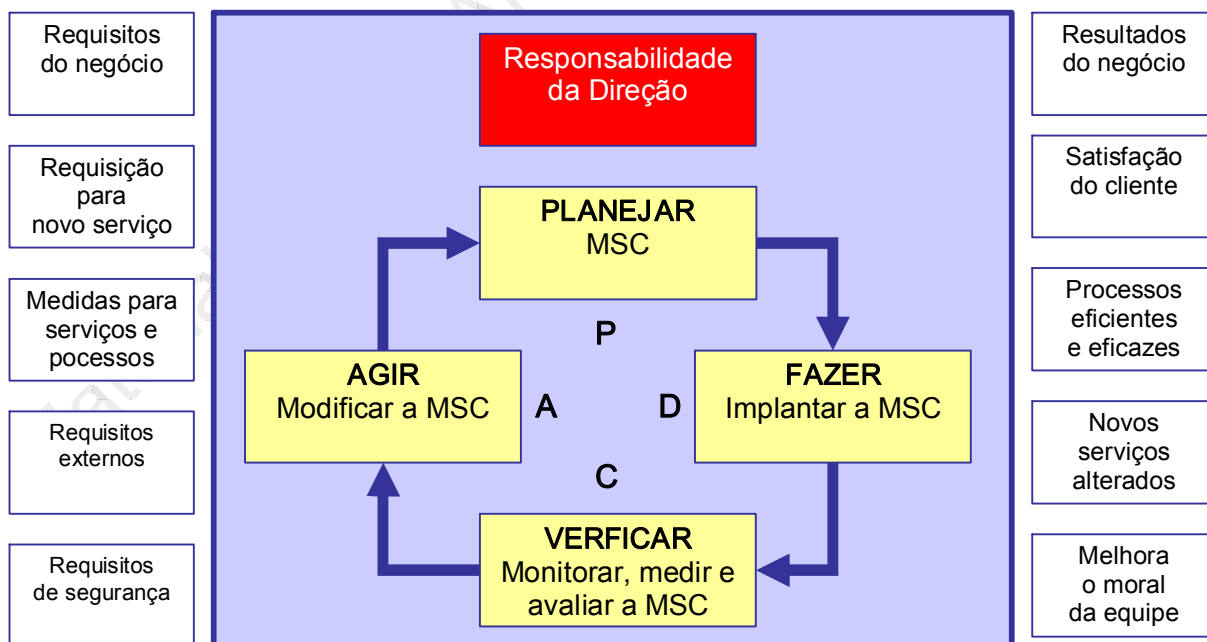 Requisitos
do negócio
Requisição
para
novo serviço
Medidas para
serviços e
pocessos
Requisitos
externos
Requisitos
de segurança
Responsabilidade
da Direção
PLANEJAR
MSC
P
AGIR
Modificar a MSC
A
D
FAZER
Implantar a MSC
C
VERFICAR
Monitorar, medir e
avaliar a MSC
Resultados
do negócio
Satisfação
do cliente
Processos
eficientes
e eficazes
Novos
serviços
alterados
Melhora
o moral
da equipe